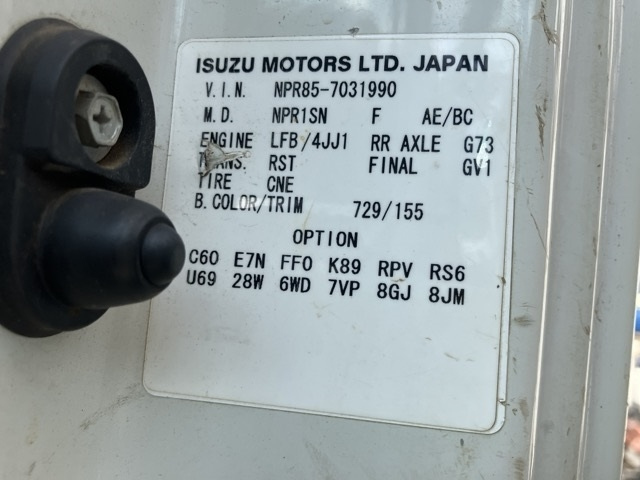 ISUZU MOTORS LTD. JAPAN
V.I.N. NPR85-7031990
M.D. NPR1SN F AE/BC
ENGINE LFB/4JJ1 RR AXLE G73
TRANS. RST FINAL GV1
TIRE CNE
B.COLOR/TRIM 729/155
OPTION
C60 E7N FF0 K89 RPV RS6
U69 28W 6WD 7VP 8GJ 8JM